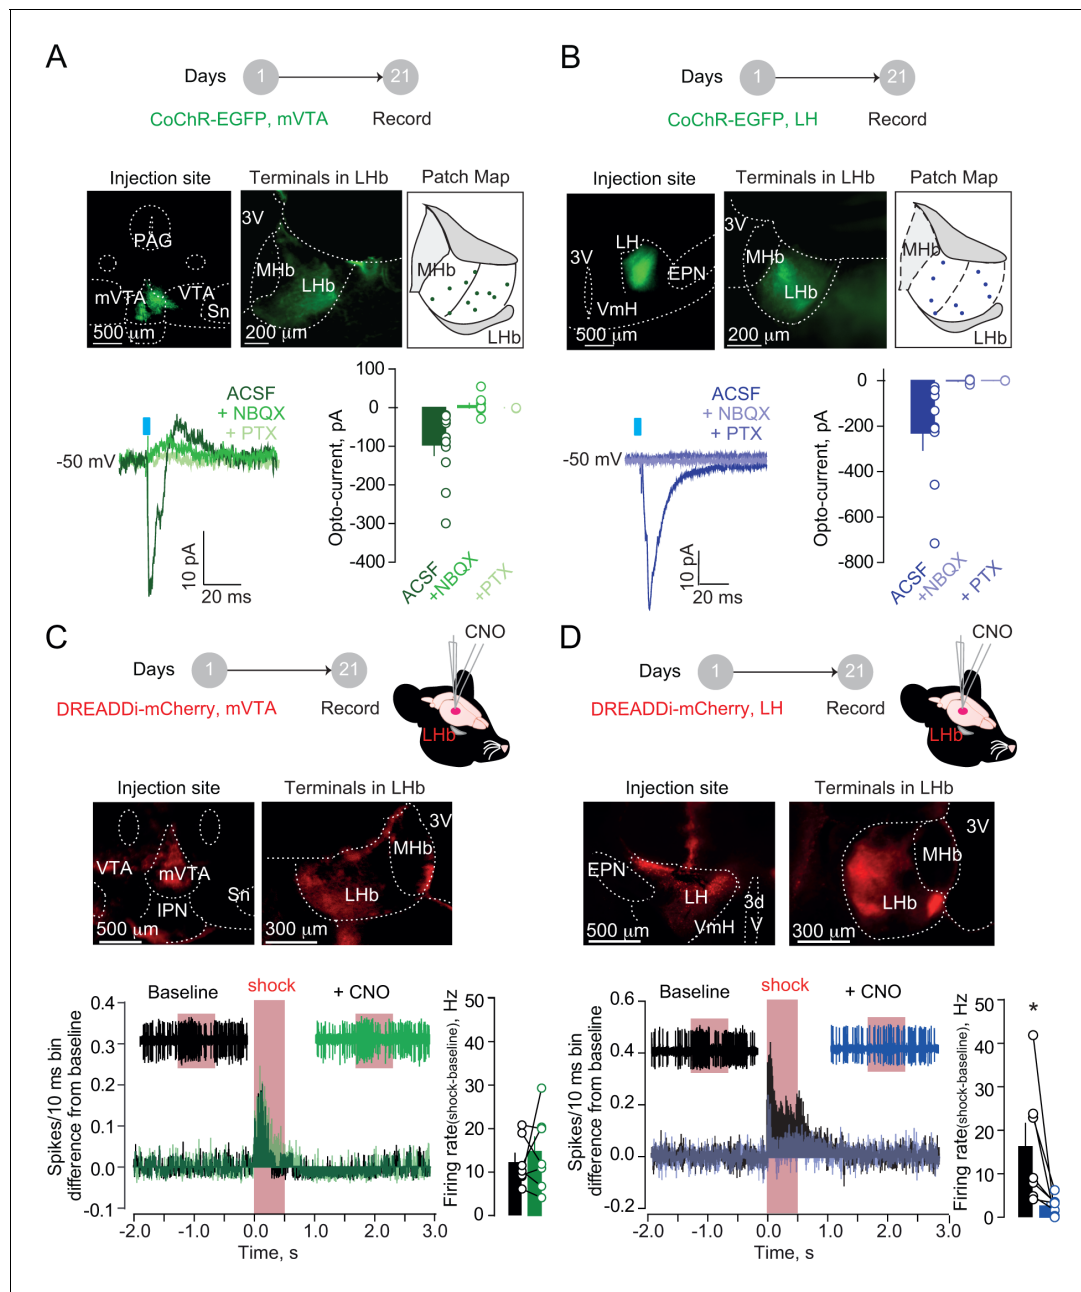 A
Days 1 21
CoChR-EGFP, mVTA Record
Injection site Terminals in LHb Patch Map
PAG
mVTA VTA
Sn
500 µm
3V
MHb
LHb
200 µm
MHb
LHb
ACSF
+ NBQX
+ PTX
-50 mV
10 pA
20 ms
Opto-current, pA
100
0
-100
-200
-300
-400
ACSF
+NBQX
+PTX
B
Days 1 21
CoChR-EGFP, LH Record
Injection site Terminals in LHb Patch Map
LH
3V
EPN
VmH
500 µm
3V
MHb
LHb
200 µm
MHb
LHb
ACSF
+ NBQX
+ PTX
-50 mV
10 pA
20 ms
Opto-current, pA
0
-200
-400
-600
-800
ACSF
+NBQX
+ PTX
C
CNO
Days 1 21
DREADDi-mCherry, mVTA Record
LHb
Injection site Terminals in LHb
VTA
mVTA
Sn
IPN
500 µm
3V
MHb
LHb
300 µm
Baseline shock + CNO
Spikes/10 ms bin
difference from baseline
0.4
0.3
0.2
0.1
0.0
-0.1
-2.0 -1.0 0.0 1.0 2.0 3.0
Time, s
Firing rate(shock-baseline), Hz
50
40
30
20
10
0
D
CNO
Days 1 21
DREADDi-mCherry, LH Record
LHb
Injection site Terminals in LHb
EPN
LH
3d
V
VmH
500 µm
3V
MHb
LHb
300 µm
Baseline shock + CNO
Spikes/10 ms bin
difference from baseline
0.6
0.4
0.2
0.0
-0.2
-2.0 -1.0 0.0 1.0 2.0 3.0
Time, s
Firing rate(shock-baseline), Hz
50
40
30
20
10
0
*